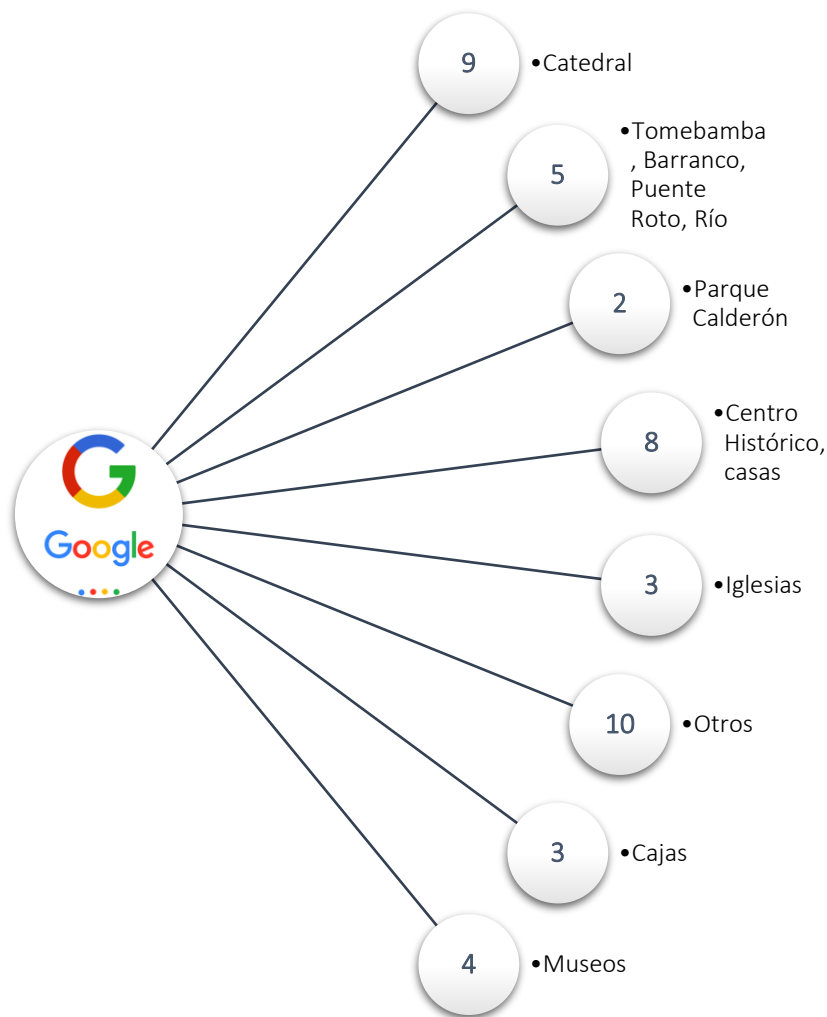 9
•Catedral
5
•Tomebamba
, Barranco,
Puente
Roto, Río
2
•Parque
Calderón
8
•Centro
Histórico,
casas
G
Google
3
•Iglesias
10
•Otros
3
•Cajas
4
•Museos